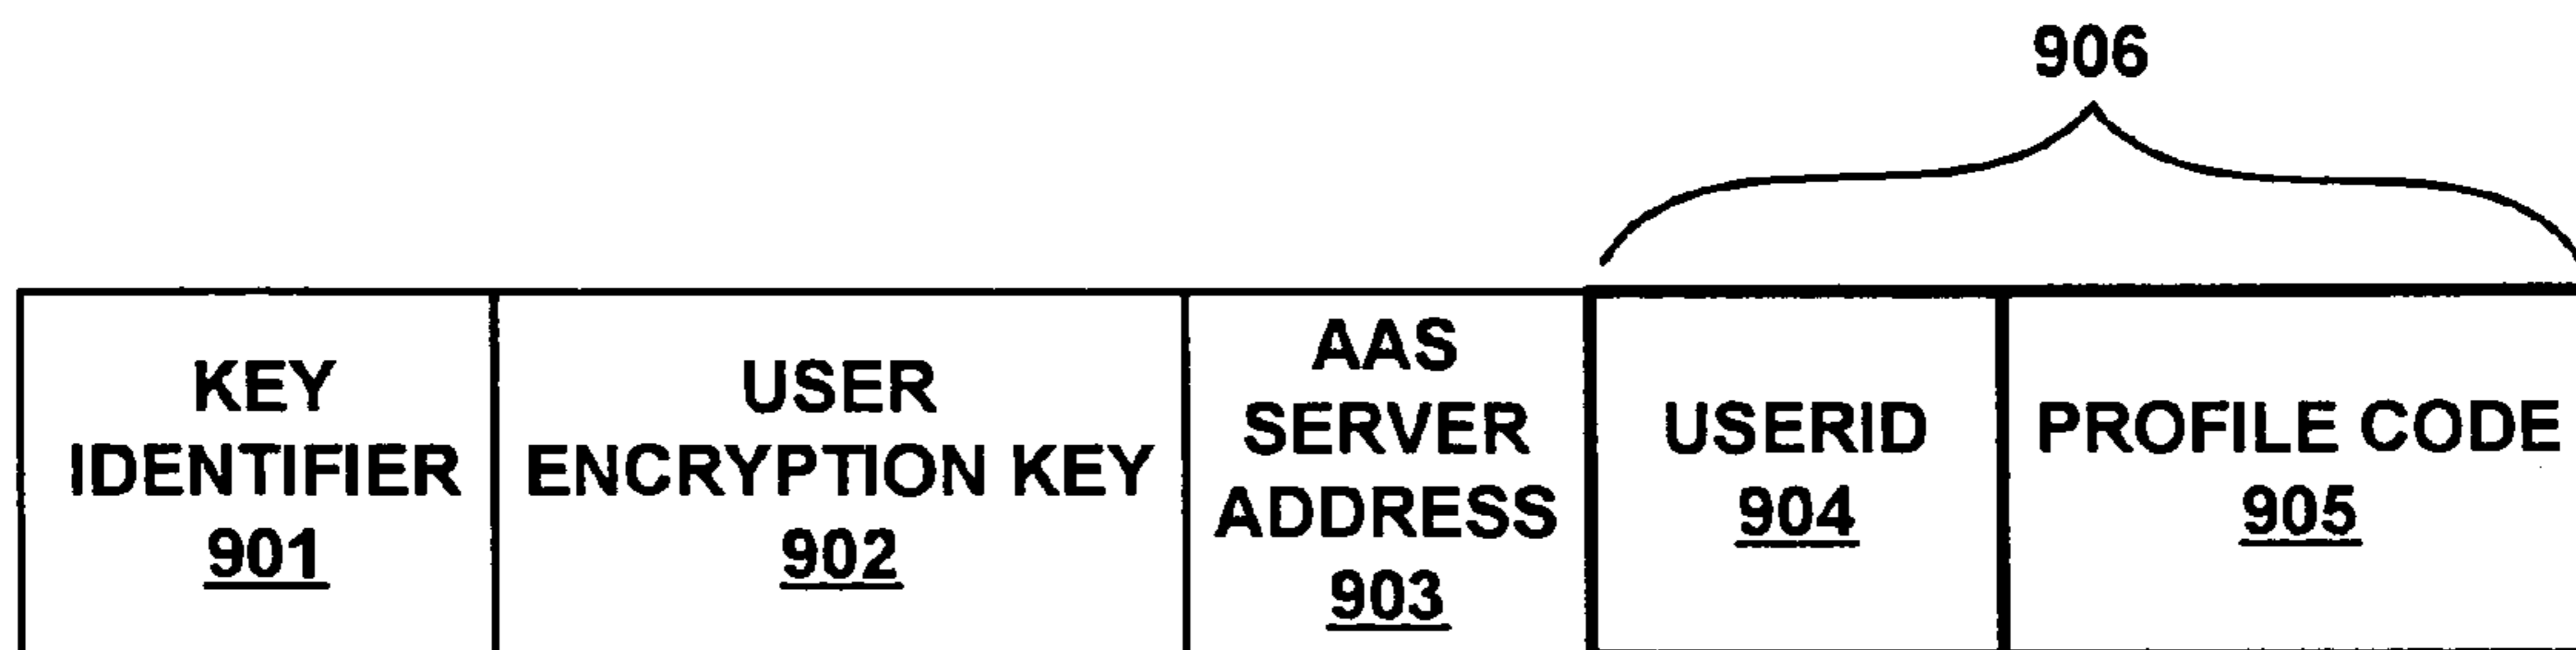 906
KEY
IDENTIFIER
901
USER
ENCRYPTION KEY
902
AAS
SERVER
ADDRESS
903
USERID
904
PROFILE CODE
905